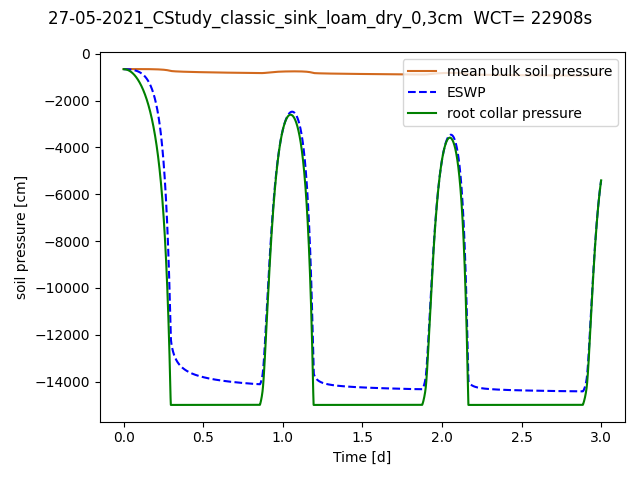 27-05-2021_CStudy_classic_sink_loam_dry_0,3cm  WCT= 22908s
mean bulk soil pressure
ESWP
root collar pressure
soil pressure [cm]
0
−2000
−4000
−6000
−8000
−10000
−12000
−14000
0.0 0.5 1.0 1.5 2.0 2.5 3.0
Time [d]